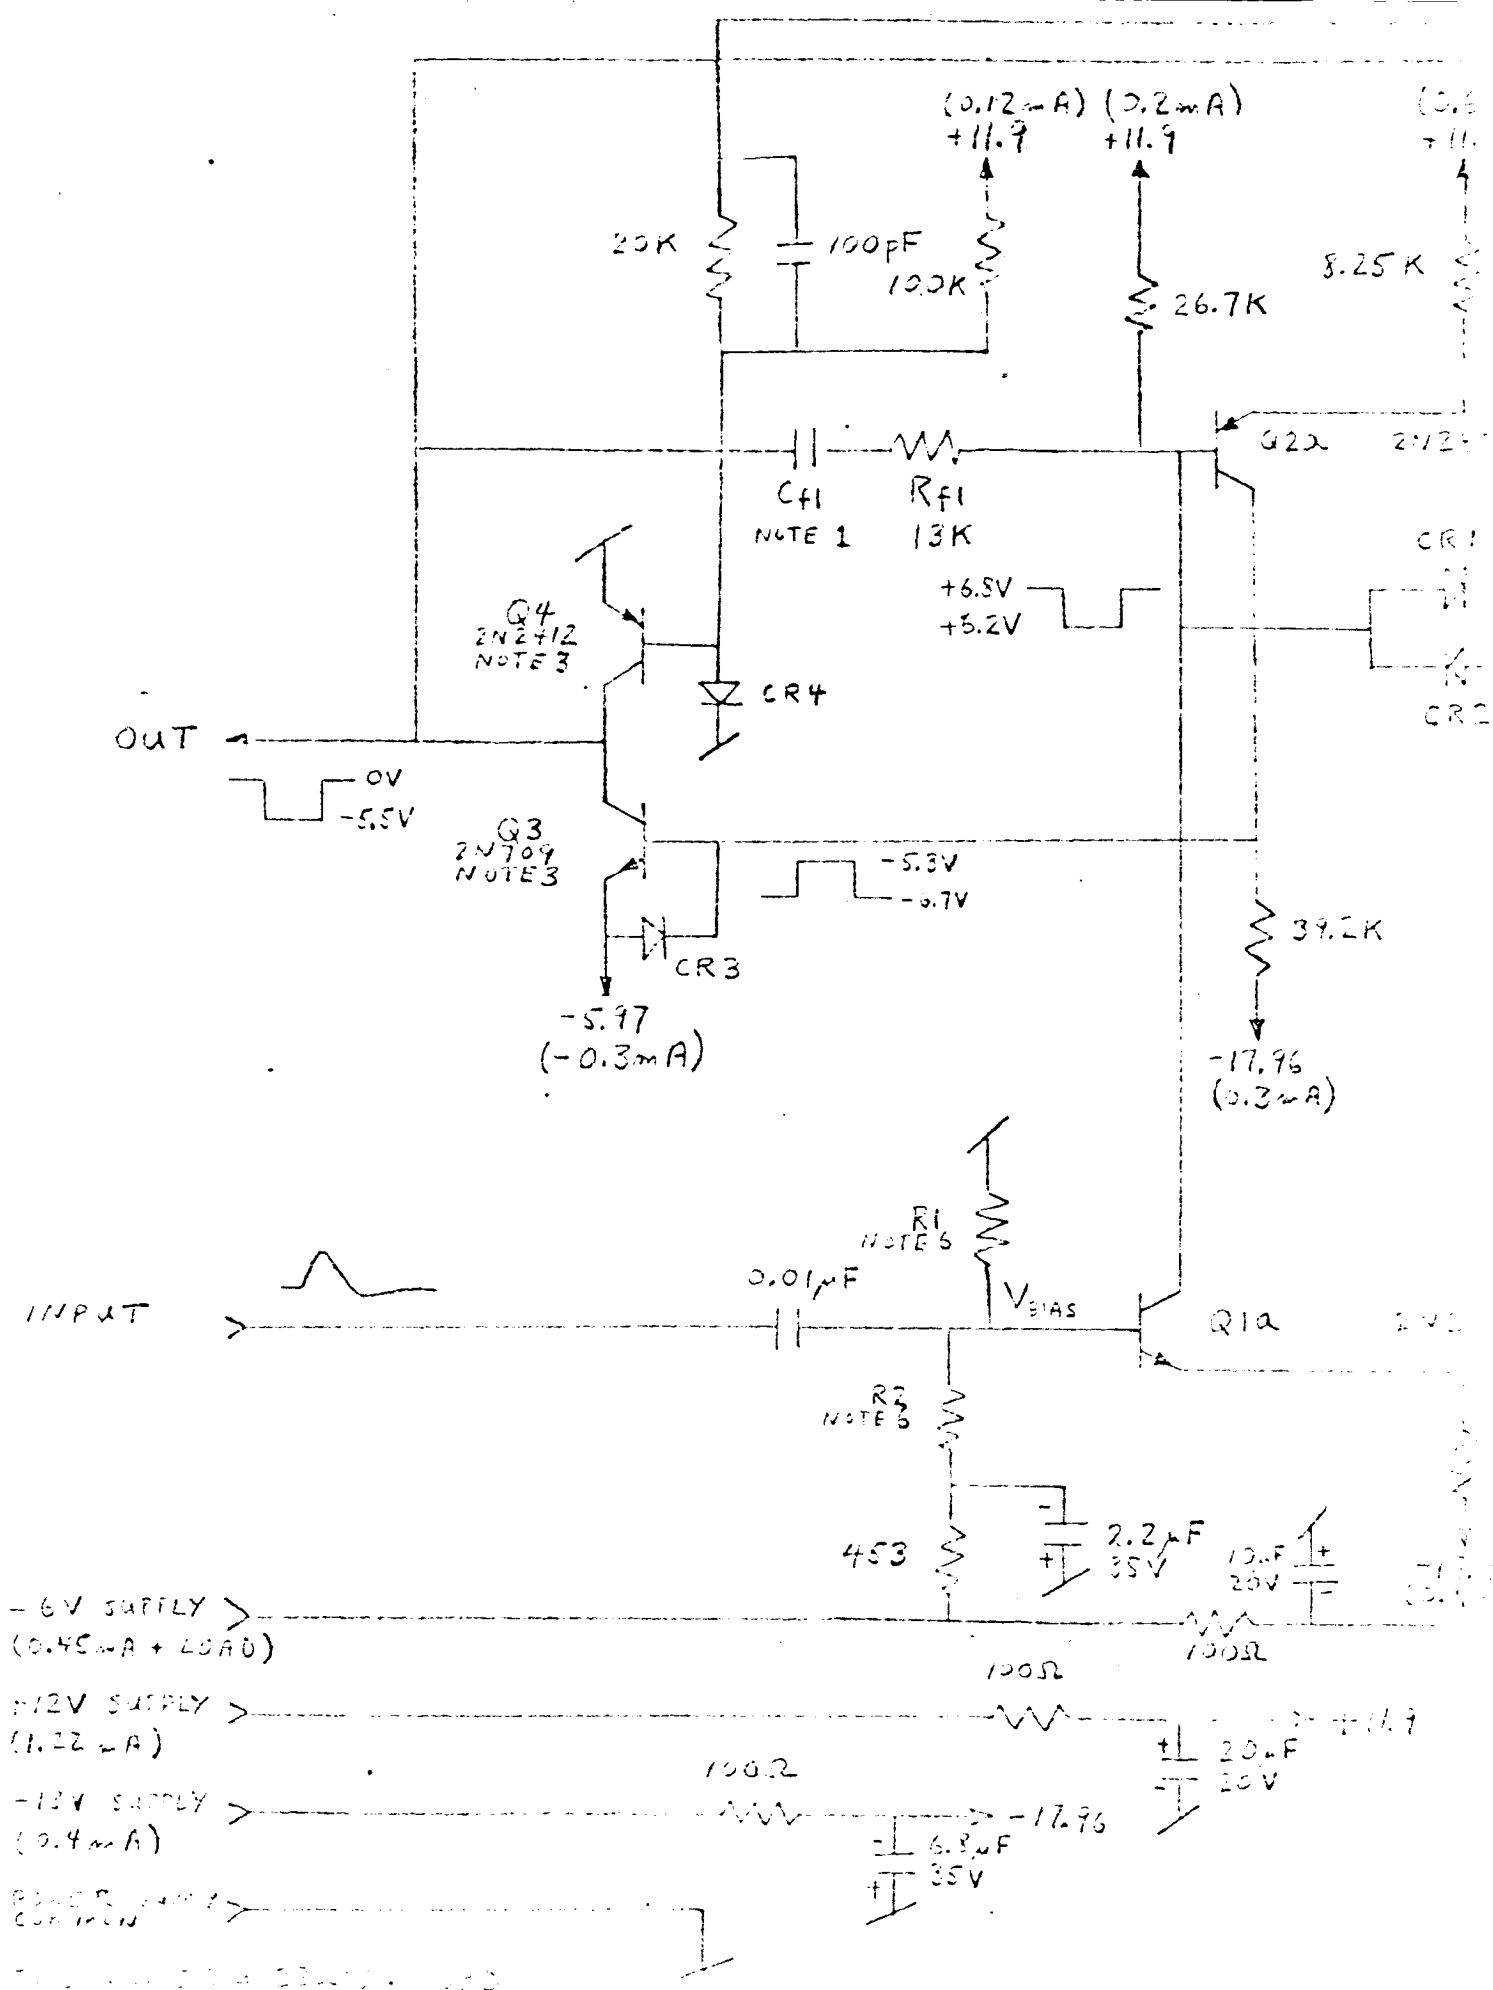 (0.12mA) (0.2mA)
+11.9 +11.9
20K
100pF
100K
26.7K
8.25K
Q2a
Cf1
NOTE 1
Rf1
13K
CR1
+6.8V
+5.2V
Q4
2N2412
NOTE 3
CR4
CR2
OUT
0V
-5.5V
Q3
2N709
NOTE 3
-5.3V
-6.7V
39.2K
CR3
-5.97
(-0.3mA)
-17.96
(0.3mA)
R1
NOTE 6
0.01µF
VBIAS
INPUT
Q1a
R2
NOTE 6
453
2.2µF
35V
10µF
20V
-6V SUPPLY
(0.45mA + LOAD)
100Ω
100Ω
+12V SUPPLY
(1.22mA)
+11.9
20µF
20V
100Ω
-18V SUPPLY
(0.4mA)
-17.96
6.8µF
35V
COMMON